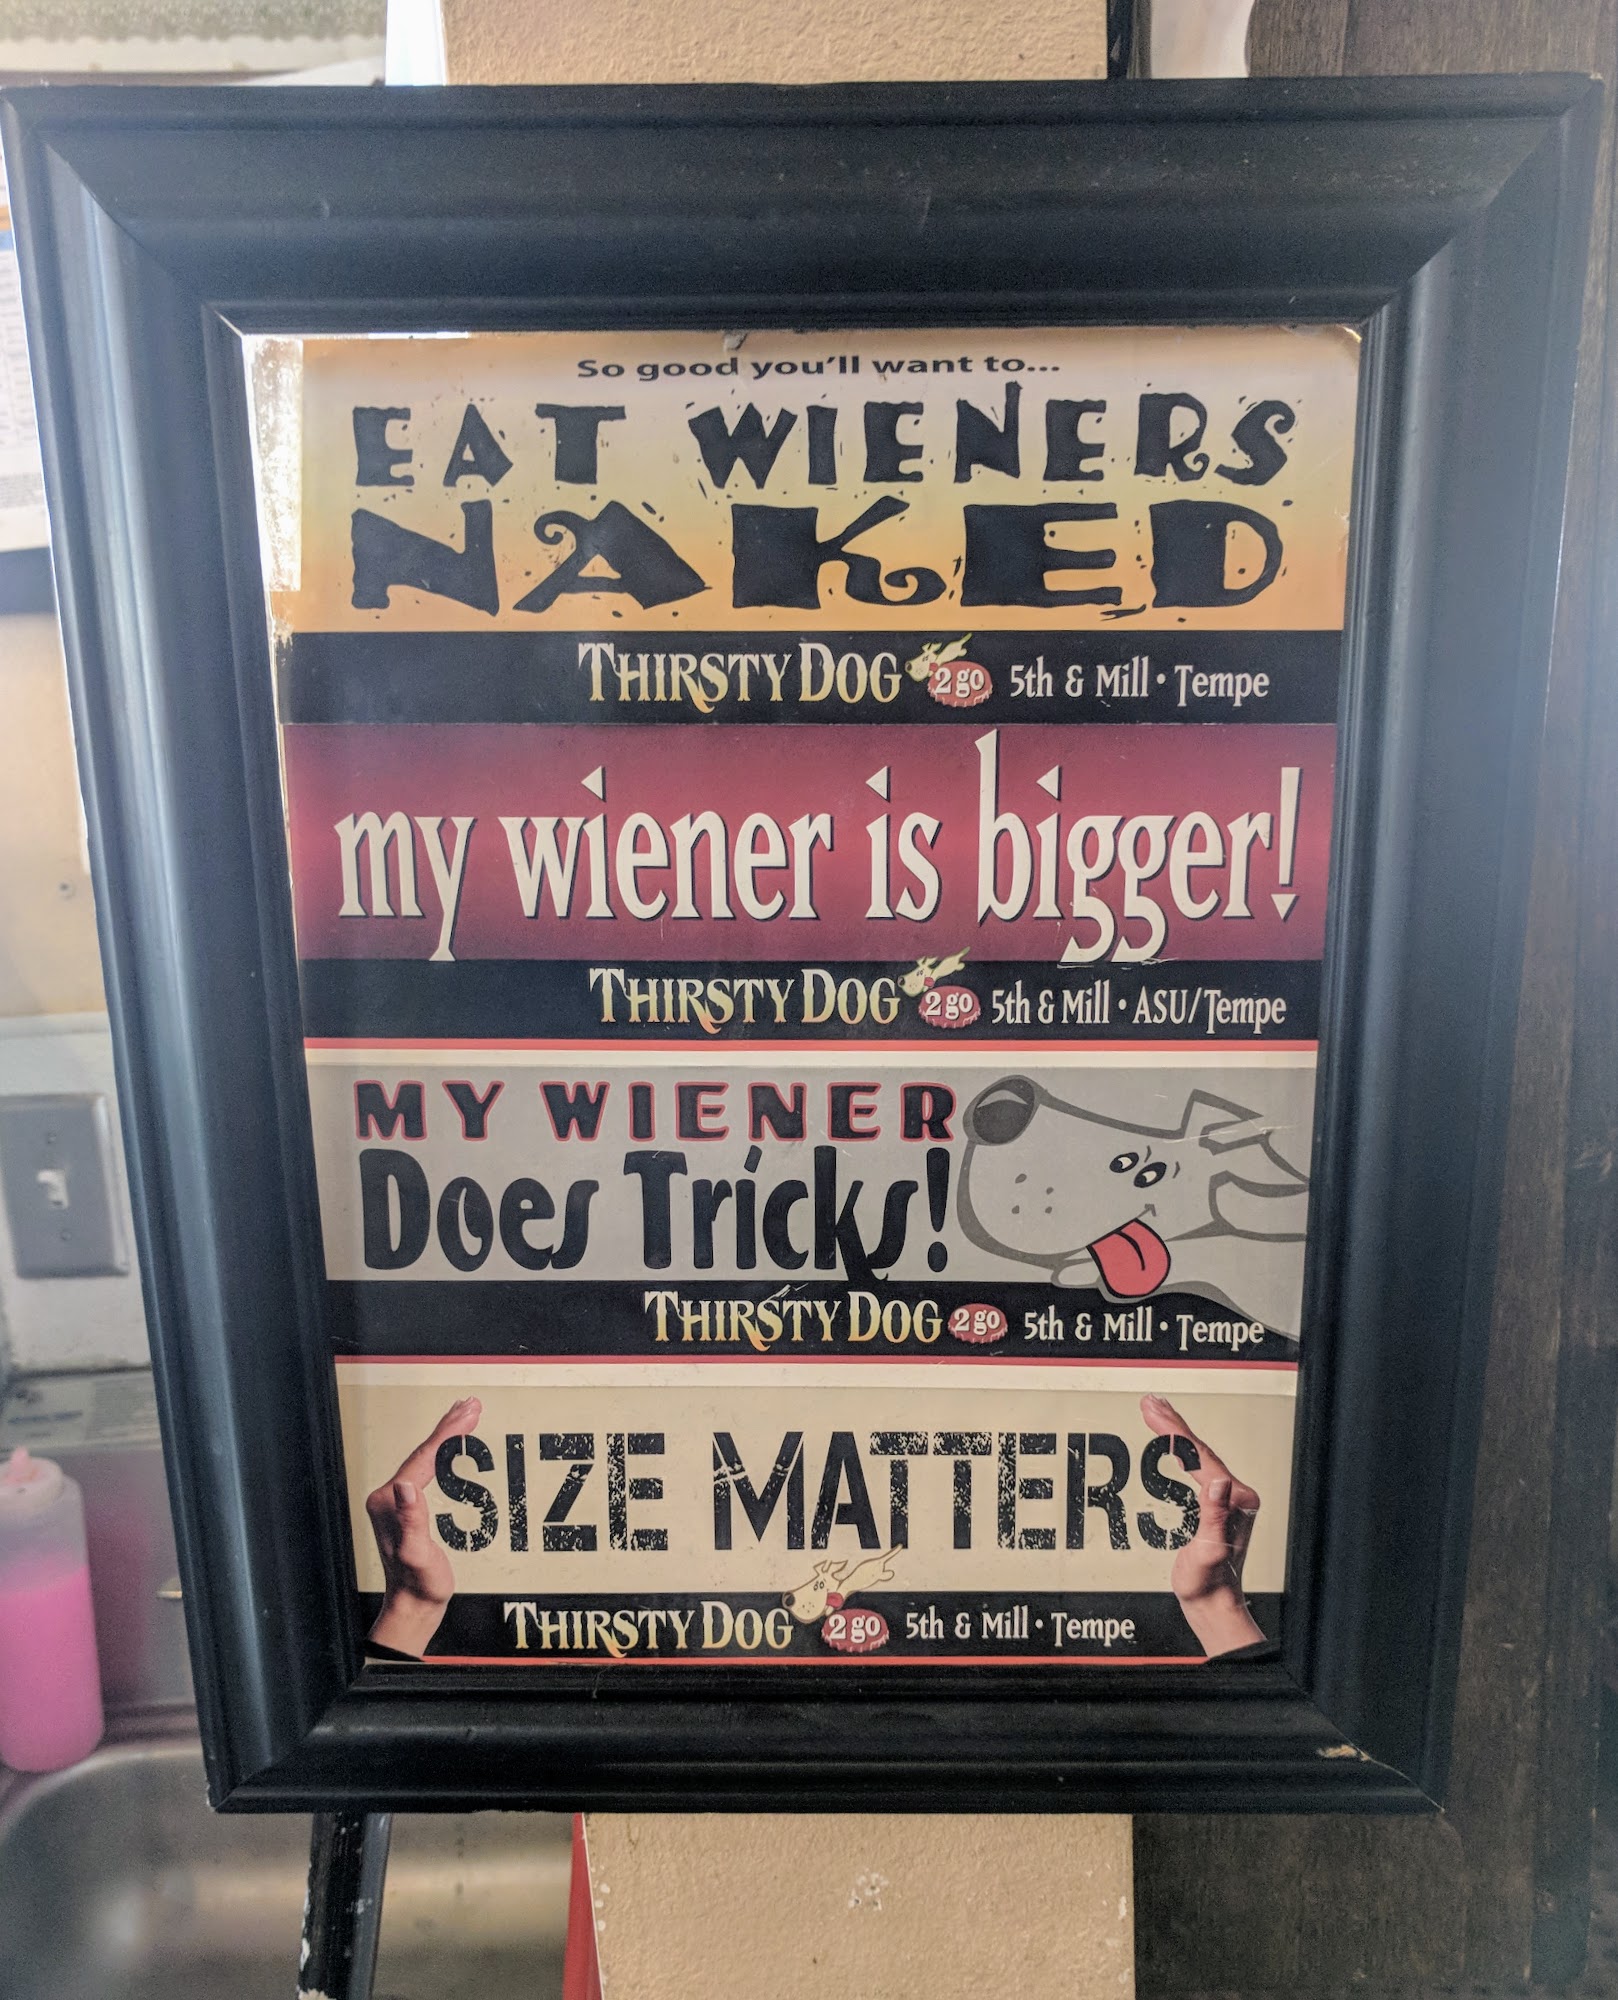 So good you'll want to...
EAT WIENERS
NAKED
THIRSTY DOG 2go 5th & Mill • Tempe
my wiener is bigger!
THIRSTY DOG 2go 5th & Mill • ASU/Tempe
MY WIENER
Does Tricks!
THIRSTY DOG 2go 5th & Mill • Tempe
SIZE MATTERS
THIRSTY DOG 2go 5th & Mill • Tempe